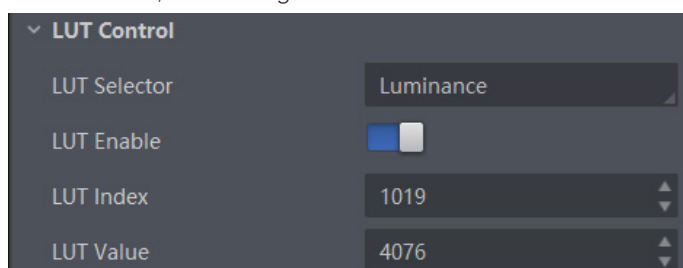 LUT Control
LUT Selector Luminance
LUT Enable
LUT Index 1019
LUT Value 4076